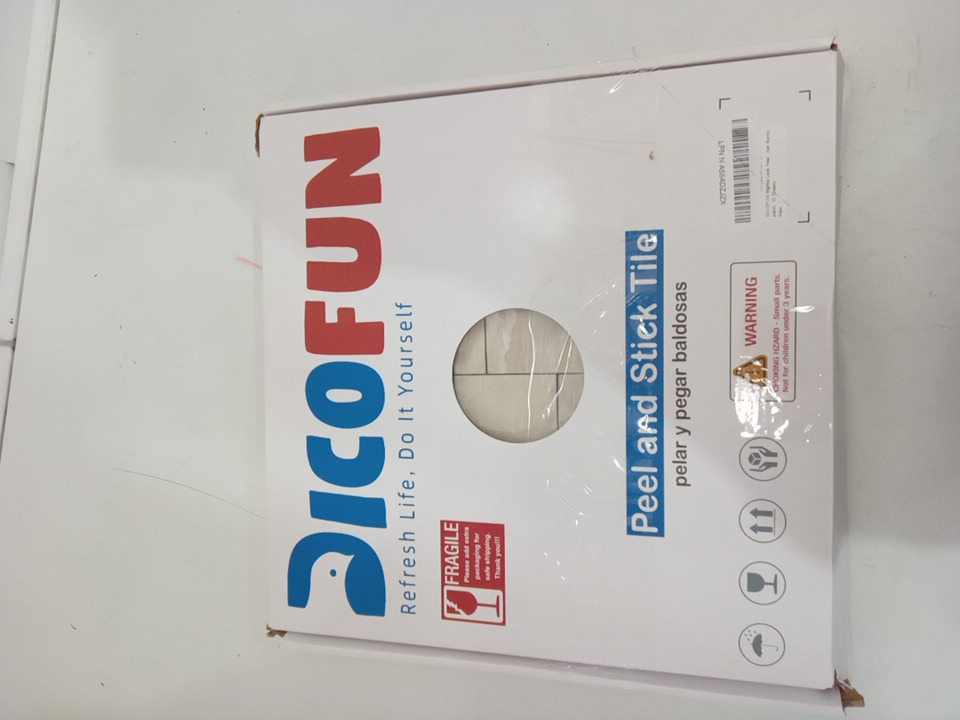 DICOFUN
Refresh Life, Do It Yourself
FRAGILE
Please add extra
packaging for
safe shipping.
Thank you!!!
Peel and Stick Tile
pelar y pegar baldosas
WARNING
CHOKING HZARD - Small parts.
Not for children under 3 years.